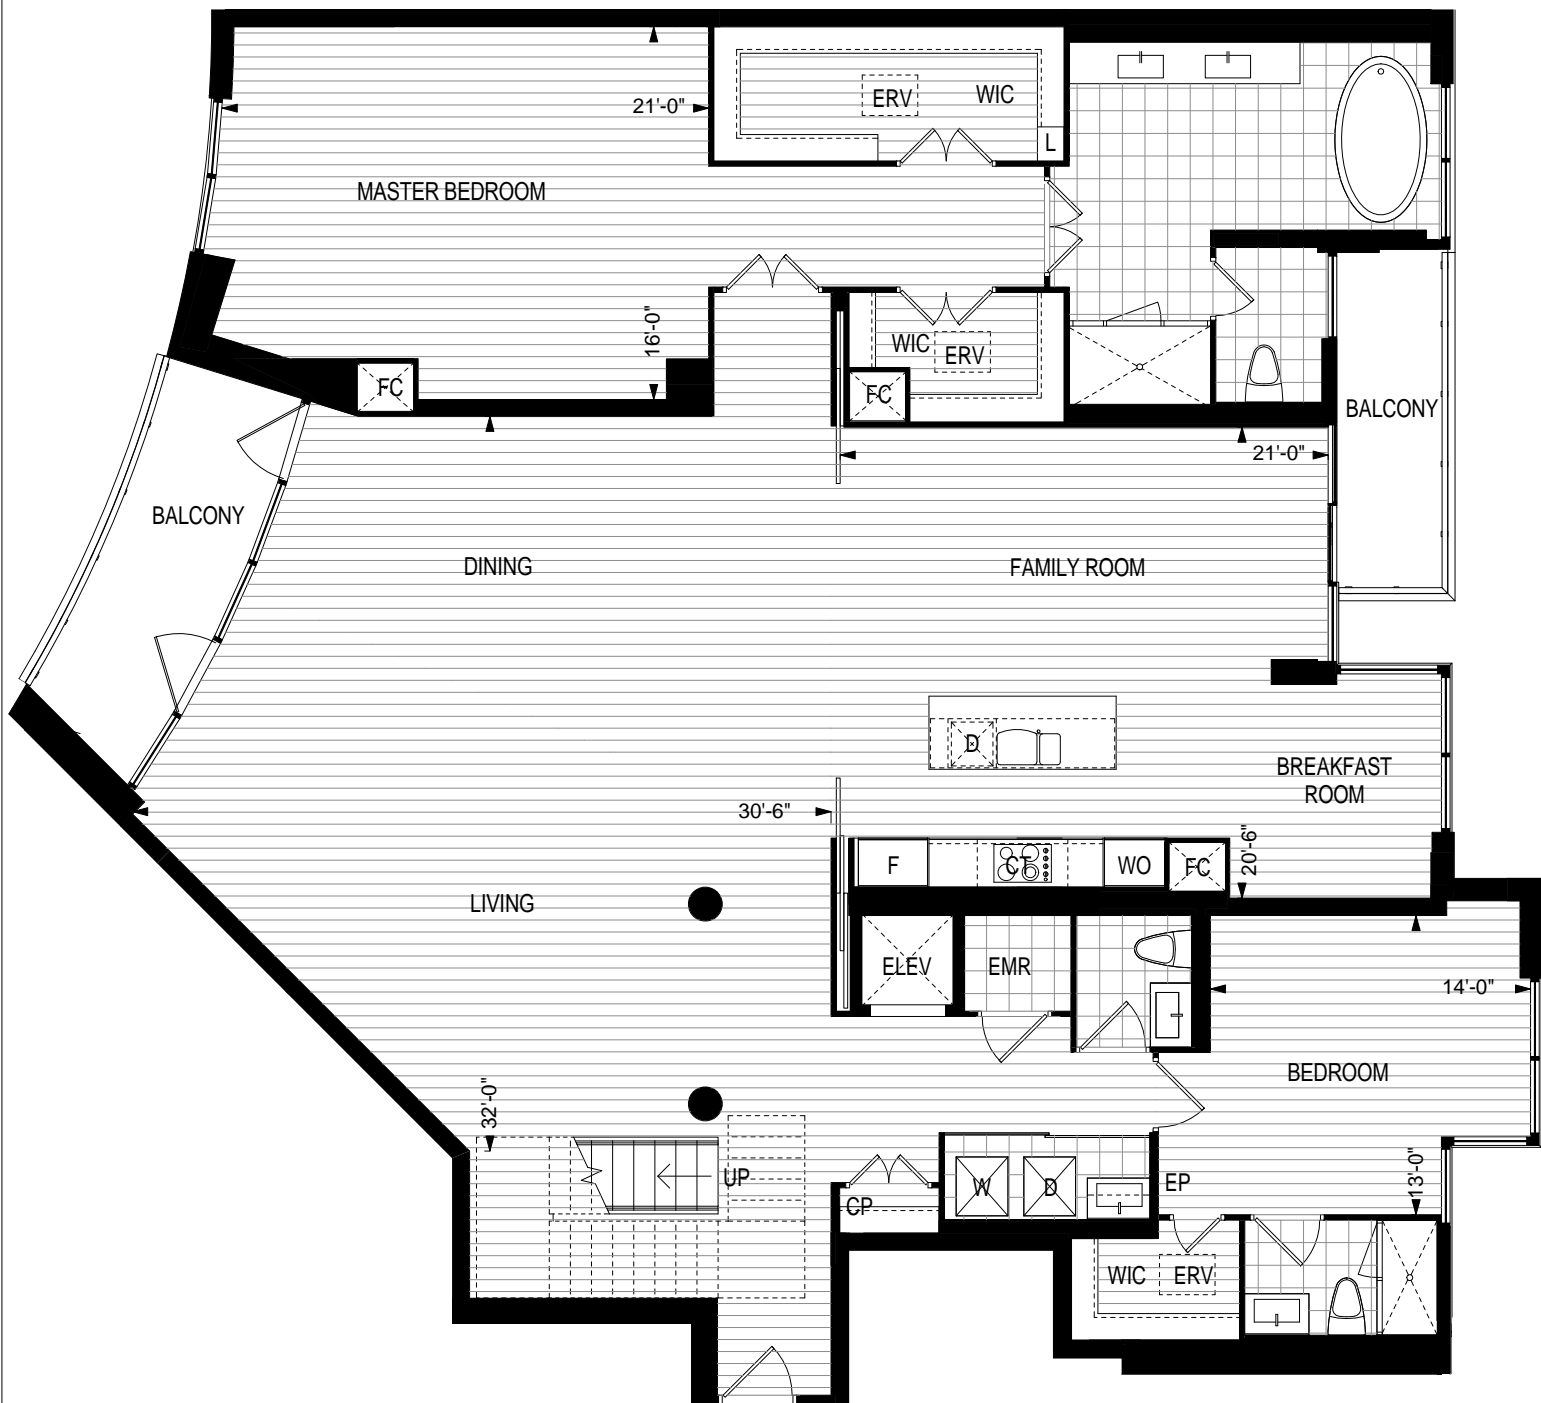 21'-0"
ERV
WIC
L
MASTER BEDROOM
16'-0"
WIC
ERV
FC
FC
BALCONY
21'-0"
BALCONY
DINING
FAMILY ROOM
D
BREAKFAST
ROOM
30'-6"
F
CT
WO
FC
20'-6"
LIVING
ELEV
EMR
14'-0"
BEDROOM
32'-0"
UP
CP
W
D
EP
13'-0"
WIC
ERV